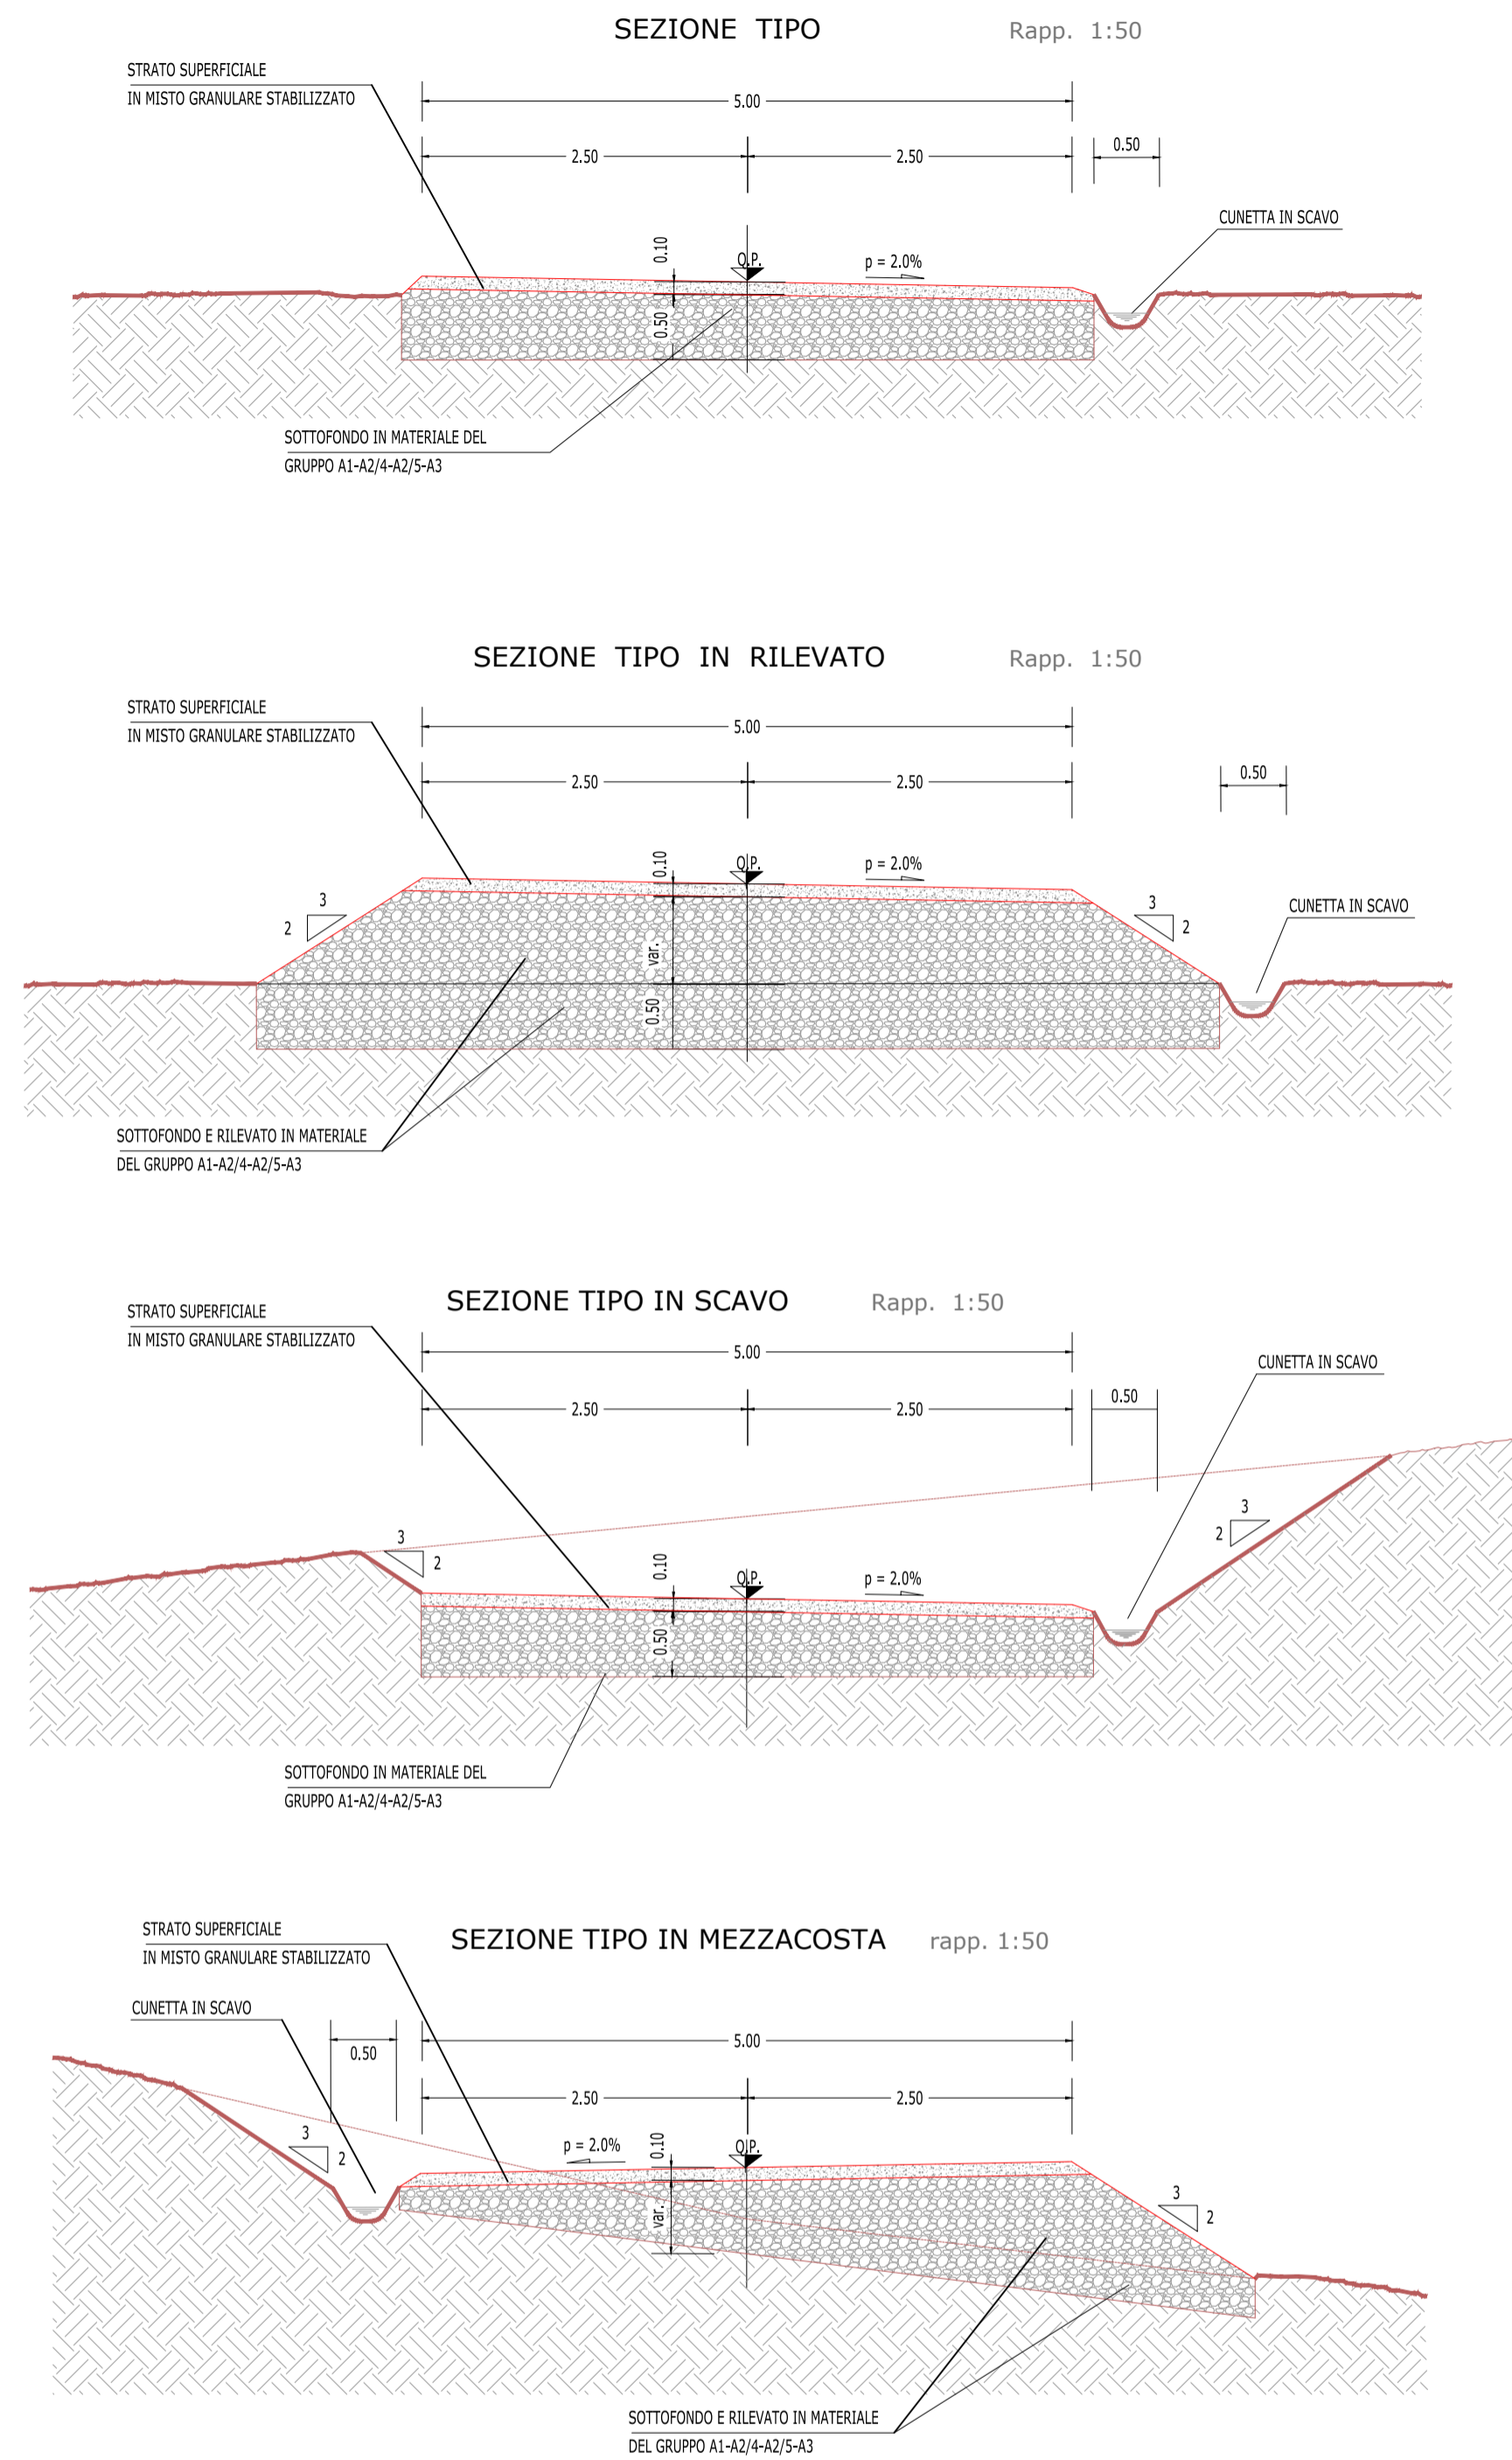 SEZIONE TIPO Rapp. 1:50
STRATO SUPERFICIALE
IN MISTO GRANULARE STABILIZZATO
5.00
2.50 2.50 0.50
CUNETTA IN SCAVO
0.10 Q.P. p = 2.0%
0.50
SOTTOFONDO IN MATERIALE DEL
GRUPPO A1-A2/4-A2/5-A3
SEZIONE TIPO IN RILEVATO Rapp. 1:50
STRATO SUPERFICIALE
IN MISTO GRANULARE STABILIZZATO
5.00
2.50 2.50 0.50
0.10 Q.P. p = 2.0%
3 3
2 2
CUNETTA IN SCAVO
var.
0.50
SOTTOFONDO E RILEVATO IN MATERIALE
DEL GRUPPO A1-A2/4-A2/5-A3
SEZIONE TIPO IN SCAVO Rapp. 1:50
STRATO SUPERFICIALE
IN MISTO GRANULARE STABILIZZATO
5.00
CUNETTA IN SCAVO
2.50 2.50 0.50
3 3
2 2
0.10 Q.P. p = 2.0%
0.50
SOTTOFONDO IN MATERIALE DEL
GRUPPO A1-A2/4-A2/5-A3
SEZIONE TIPO IN MEZZACOSTA rapp. 1:50
STRATO SUPERFICIALE
IN MISTO GRANULARE STABILIZZATO
CUNETTA IN SCAVO
0.50 5.00
2.50 2.50
3 2
p = 2.0% 0.10 Q.P.
var.
3 2
SOTTOFONDO E RILEVATO IN MATERIALE
DEL GRUPPO A1-A2/4-A2/5-A3